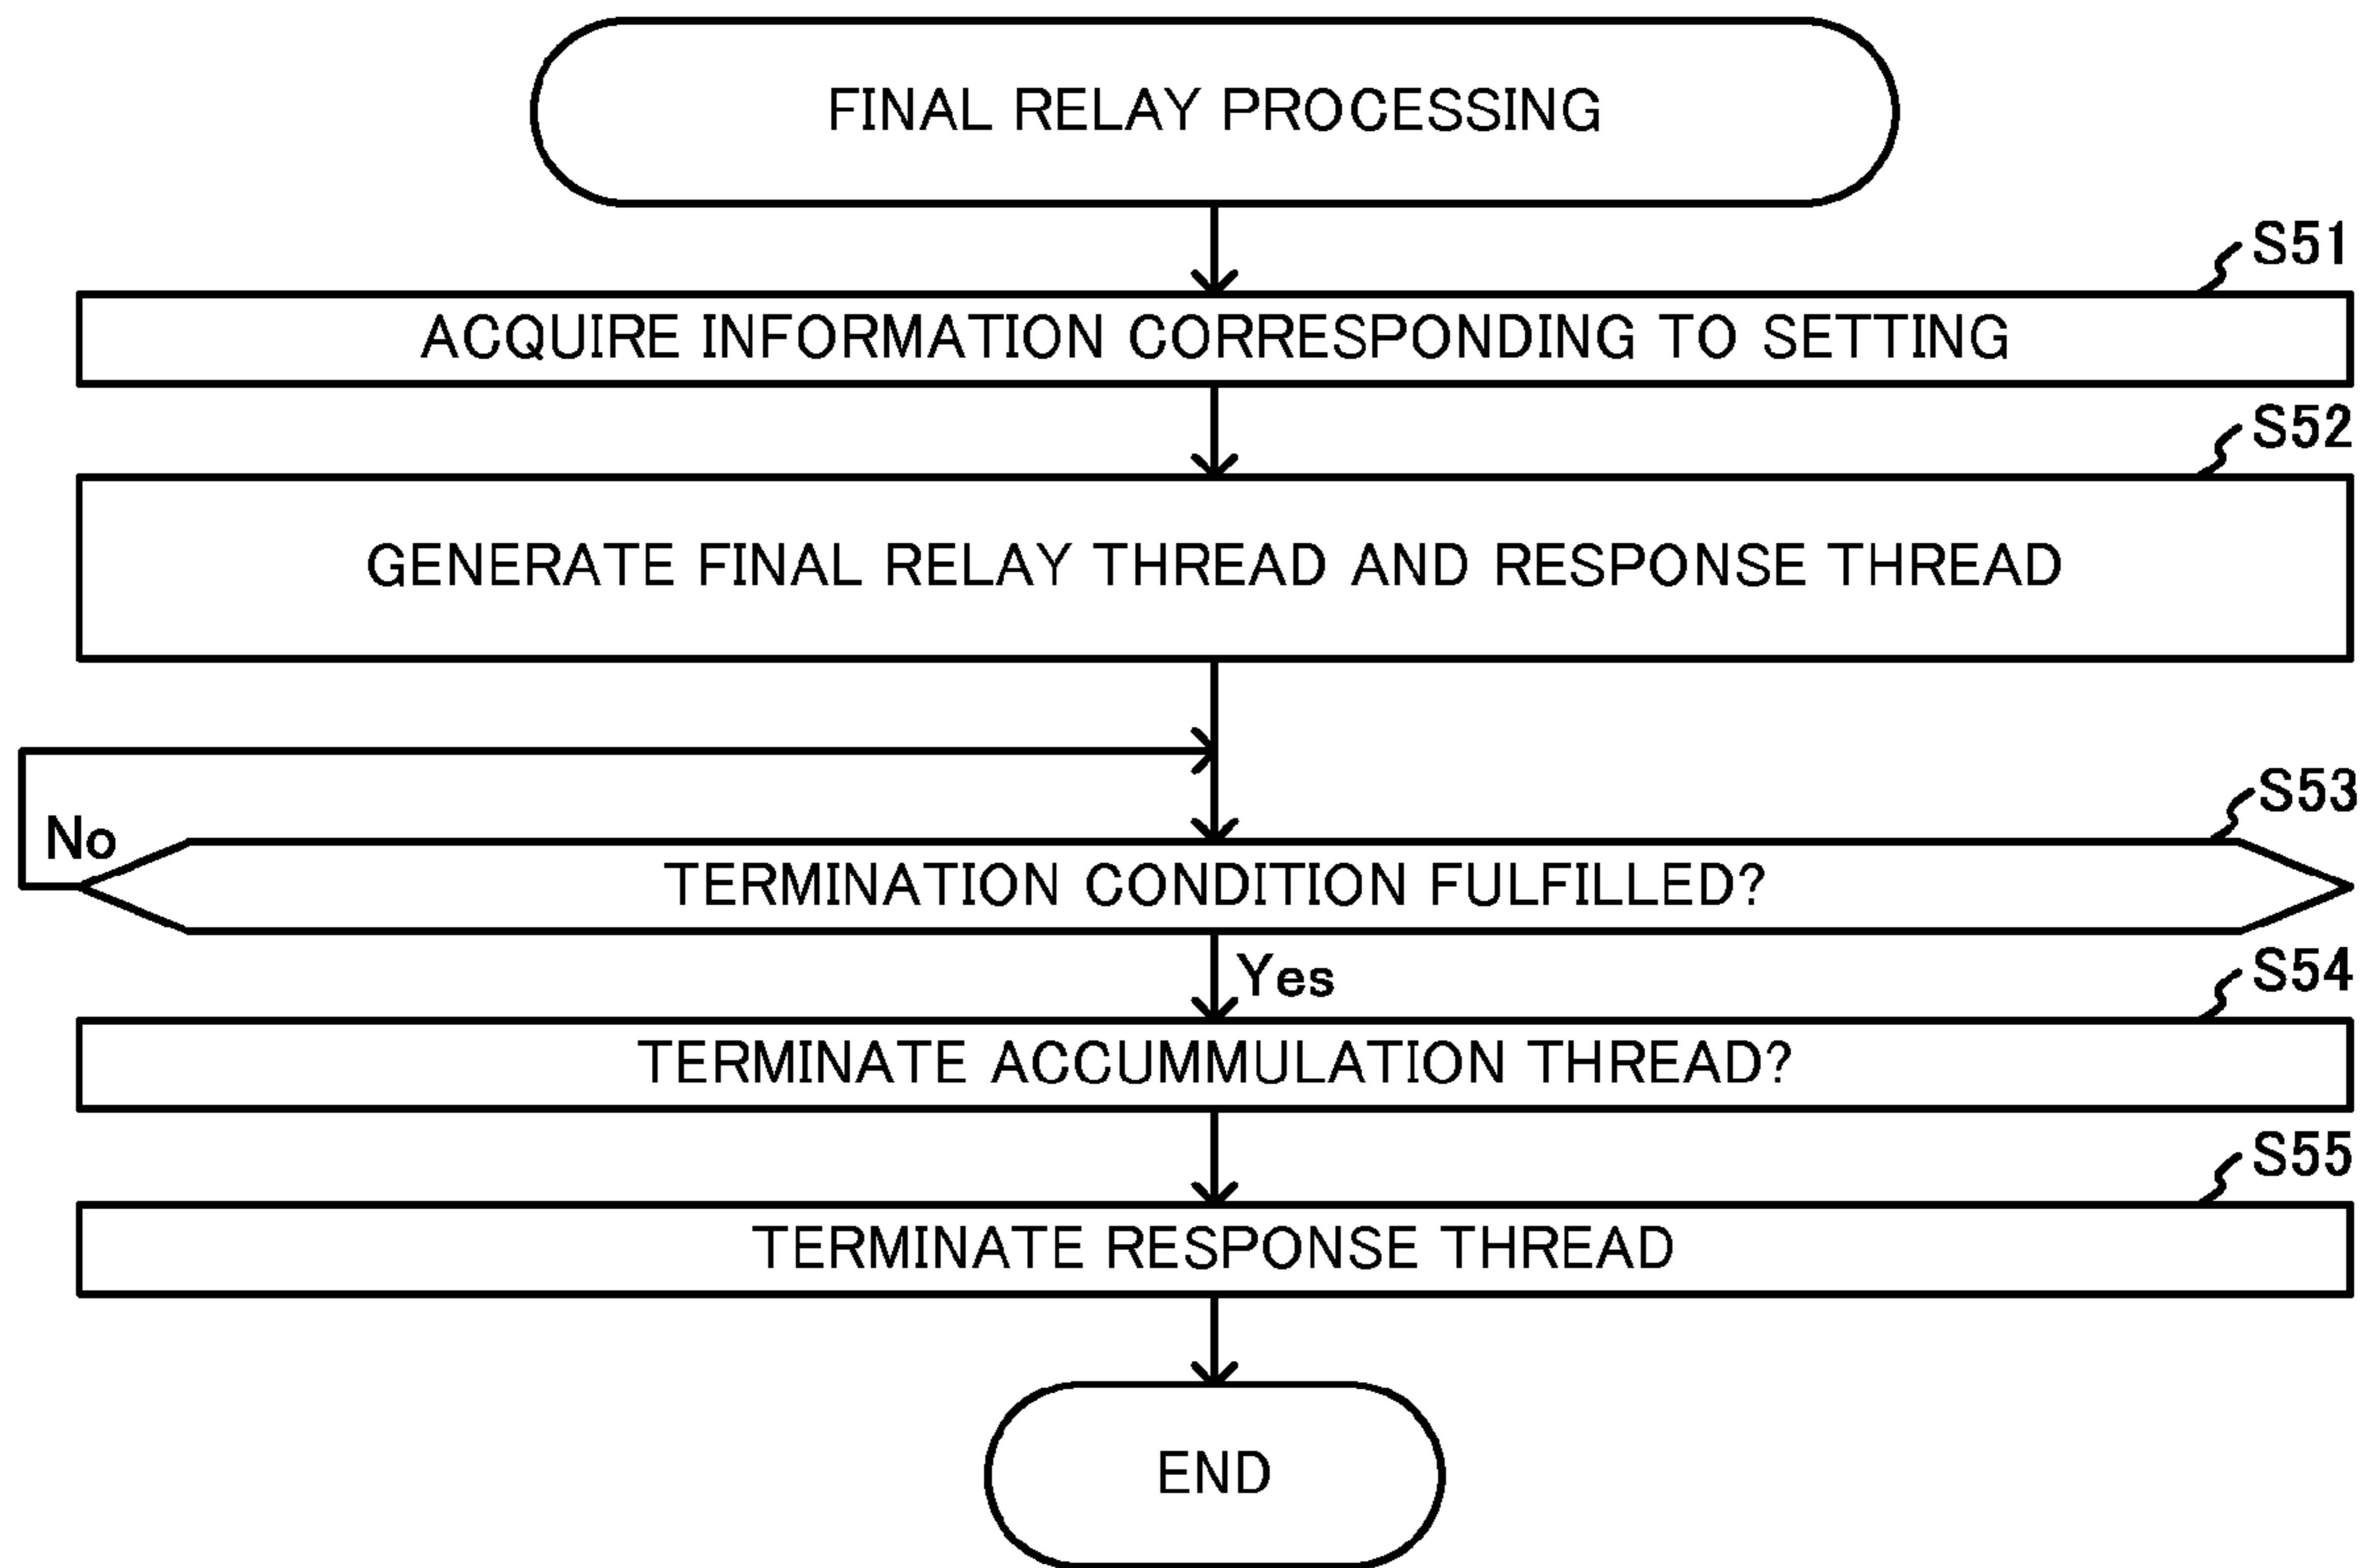 FINAL RELAY PROCESSING
S51
ACQUIRE INFORMATION CORRESPONDING TO SETTING
S52
GENERATE FINAL RELAY THREAD AND RESPONSE THREAD
S53
No
TERMINATION CONDITION FULFILLED?
Yes
S54
TERMINATE ACCUMMULATION THREAD?
S55
TERMINATE RESPONSE THREAD
END